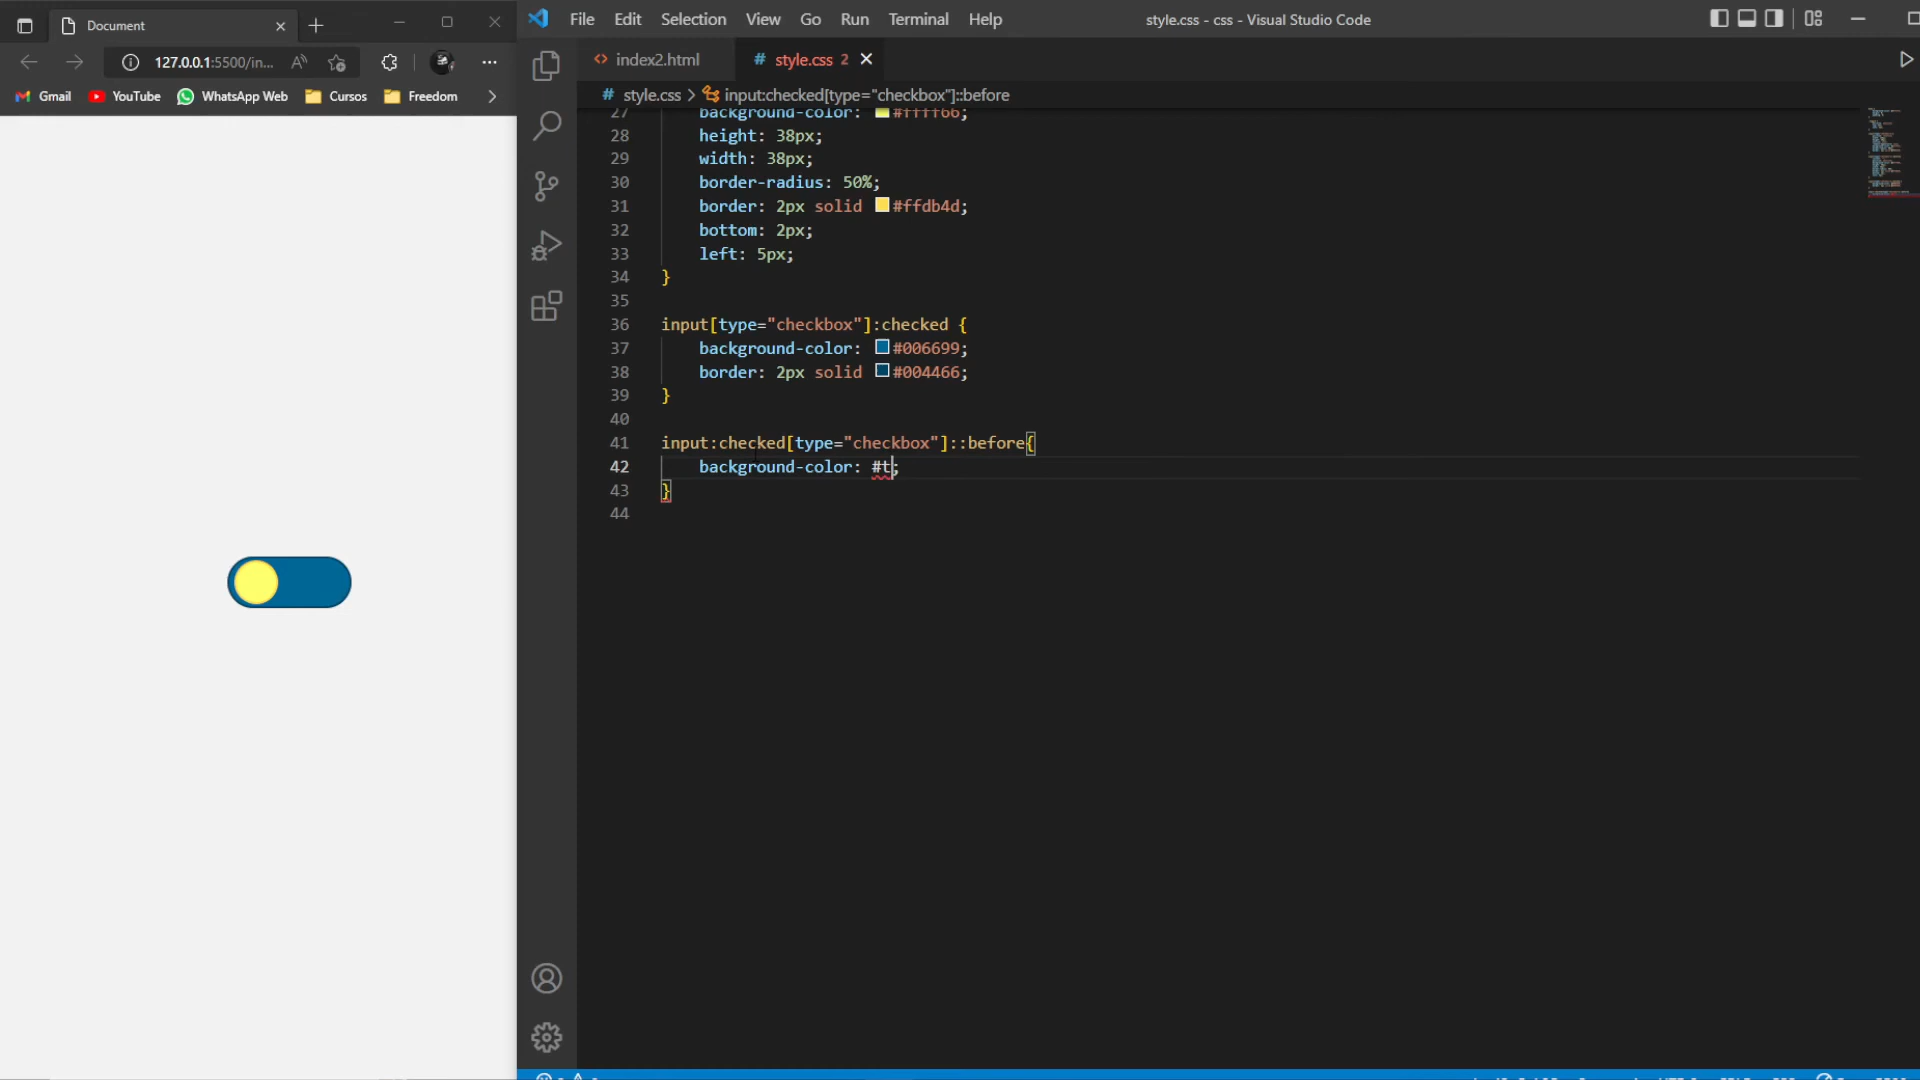 Document
127.0.0.1:5500/in...
Gmail
YouTube
WhatsApp Web
Cursos
Freedom
File Edit Selection View Go Run Terminal Help
style.css - css - Visual Studio Code
index2.html
style.css 2
style.css > input:checked[type="checkbox"]::before
27 background-color: #ffff66;
28 height: 38px;
29 width: 38px;
30 border-radius: 50%;
31 border: 2px solid #ffdb4d;
32 bottom: 2px;
33 left: 5px;
34 }
35
36 input[type="checkbox"]:checked {
37 background-color: #006699;
38 border: 2px solid #004466;
39 }
40
41 input:checked[type="checkbox"]::before{
42 background-color: #t;
43 }
44